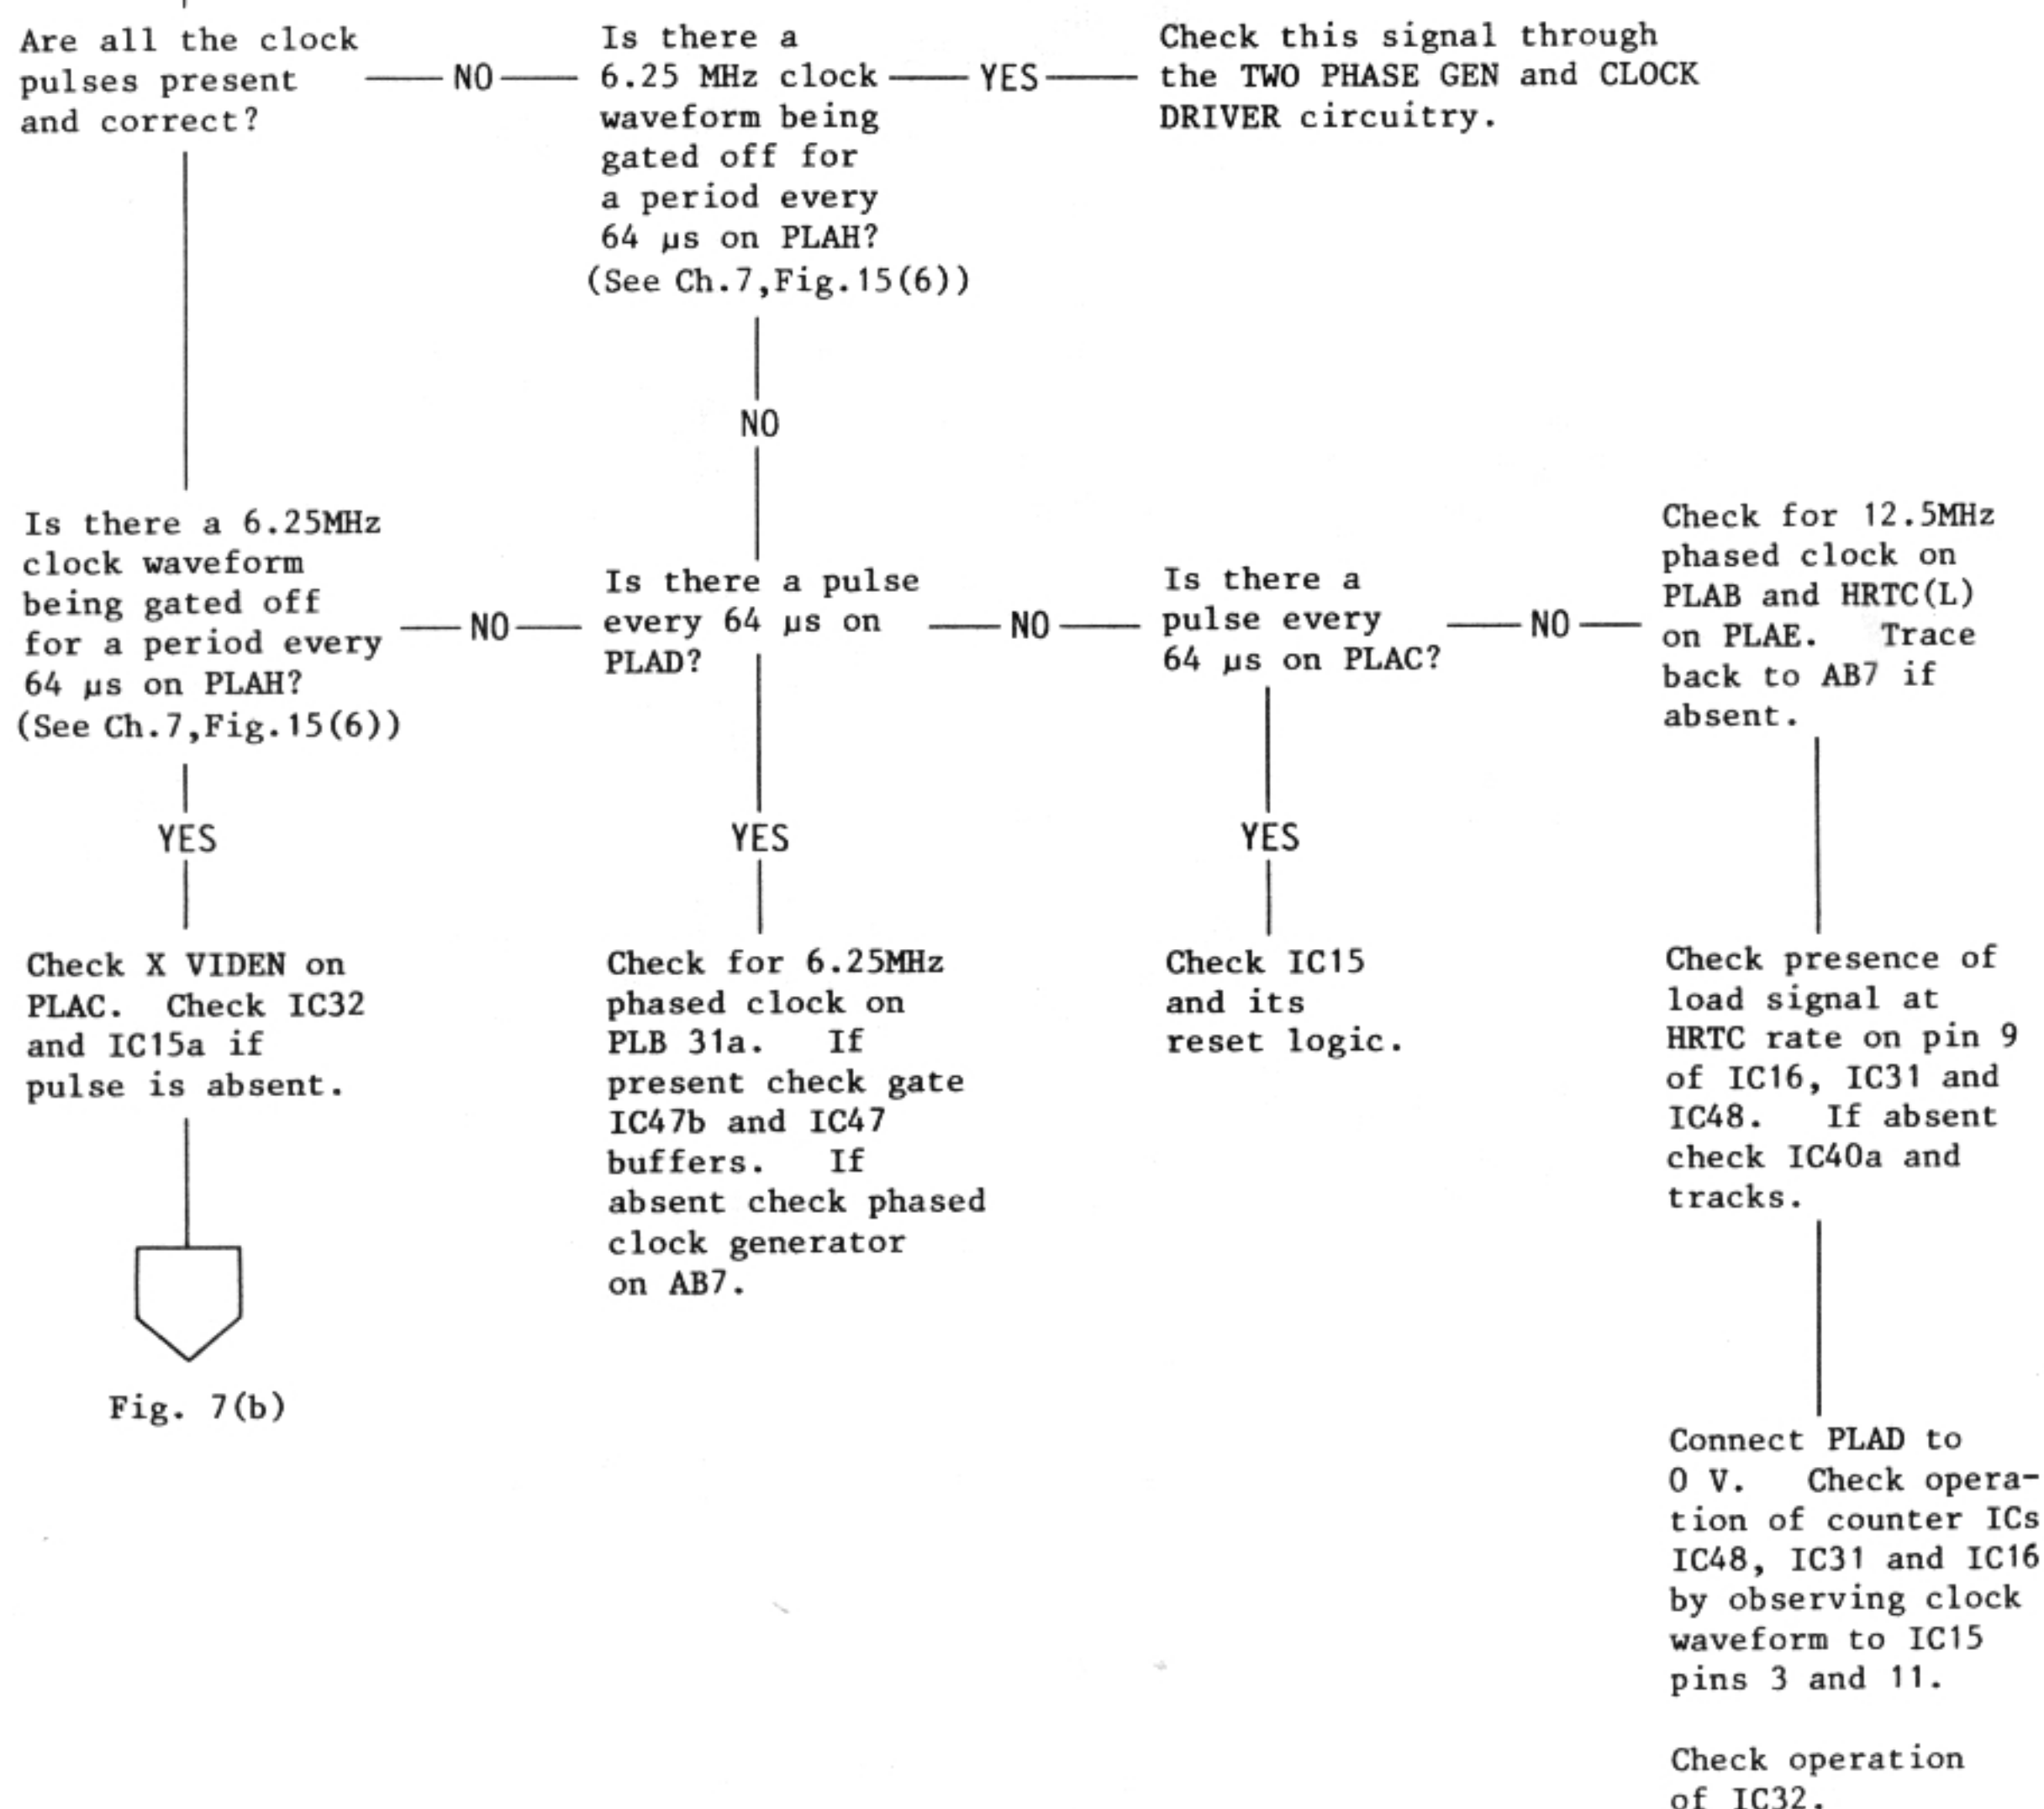 Are all the clock
pulses present
and correct?
NO
Is there a
6.25 MHz clock
waveform being
gated off for
a period every
64 µs on PLAH?
(See Ch.7,Fig.15(6))
YES
Check this signal through
the TWO PHASE GEN and CLOCK
DRIVER circuitry.
NO
Is there a 6.25MHz
clock waveform
being gated off
for a period every
64 µs on PLAH?
(See Ch.7,Fig.15(6))
NO
Is there a pulse
every 64 µs on
PLAD?
NO
Is there a
pulse every
64 µs on PLAC?
NO
Check for 12.5MHz
phased clock on
PLAB and HRTC(L)
on PLAE. Trace
back to AB7 if
absent.
YES
YES
YES
Check X VIDEN on
PLAC. Check IC32
and IC15a if
pulse is absent.
Check for 6.25MHz
phased clock on
PLB 31a. If
present check gate
IC47b and IC47
buffers. If
absent check phased
clock generator
on AB7.
Check IC15
and its
reset logic.
Check presence of
load signal at
HRTC rate on pin 9
of IC16, IC31 and
IC48. If absent
check IC40a and
tracks.
Fig. 7(b)
Connect PLAD to
0 V. Check opera-
tion of counter ICs
IC48, IC31 and IC16
by observing clock
waveform to IC15
pins 3 and 11.
Check operation
of IC32.